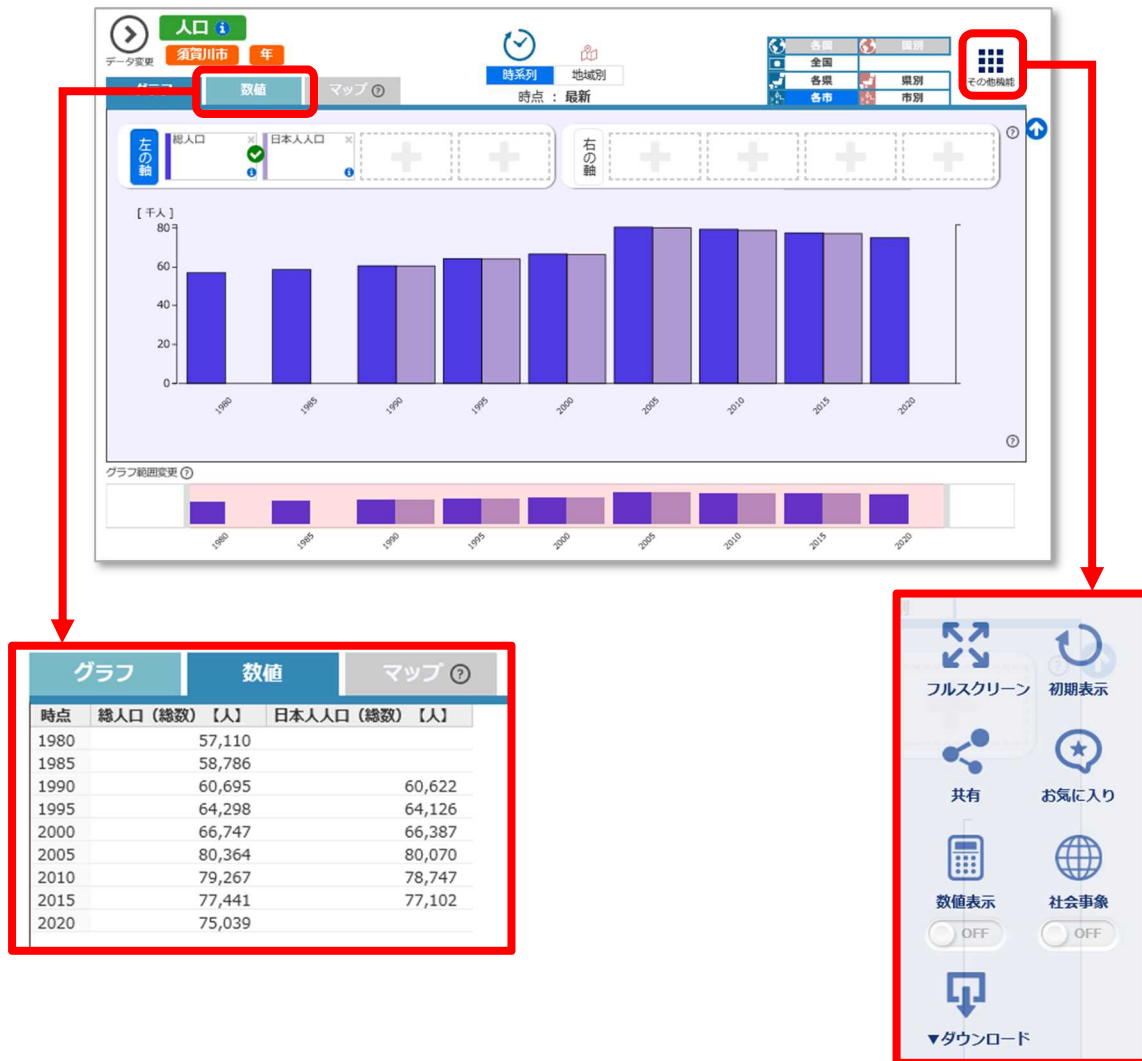 人口
データ変更
須賀川市 年
時系列 地域別
時点 : 最新
各国 国別
全国
各県 県別
各市 市別
その他機能
グラフ 数値 マップ ?
左の軸
総人口
日本人人口
右の軸
[ 千人 ]
80
60
40
20
0
1980 1985 1990 1995 2000 2005 2010 2015 2020
グラフ範囲変更 ?
1980 1985 1990 1995 2000 2005 2010 2015 2020
グラフ 数値 マップ ?
時点 総人口（総数）【人】 日本人人口（総数）【人】
1980 57,110
1985 58,786
1990 60,695 60,622
1995 64,298 64,126
2000 66,747 66,387
2005 80,364 80,070
2010 79,267 78,747
2015 77,441 77,102
2020 75,039
フルスクリーン 初期表示
共有 お気に入り
数値表示 社会事象
OFF OFF
▼ダウンロード